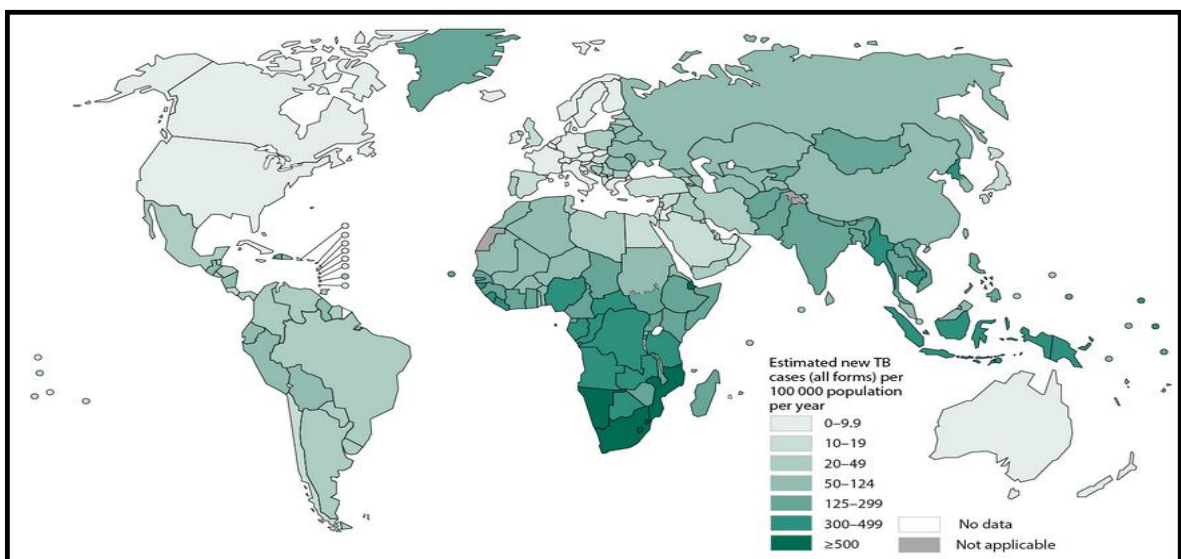 Estimated new TB
cases (all forms) per
100 000 population
per year
0–9.9
10–19
20–49
50–124
125–299
300–499
≥500
No data
Not applicable